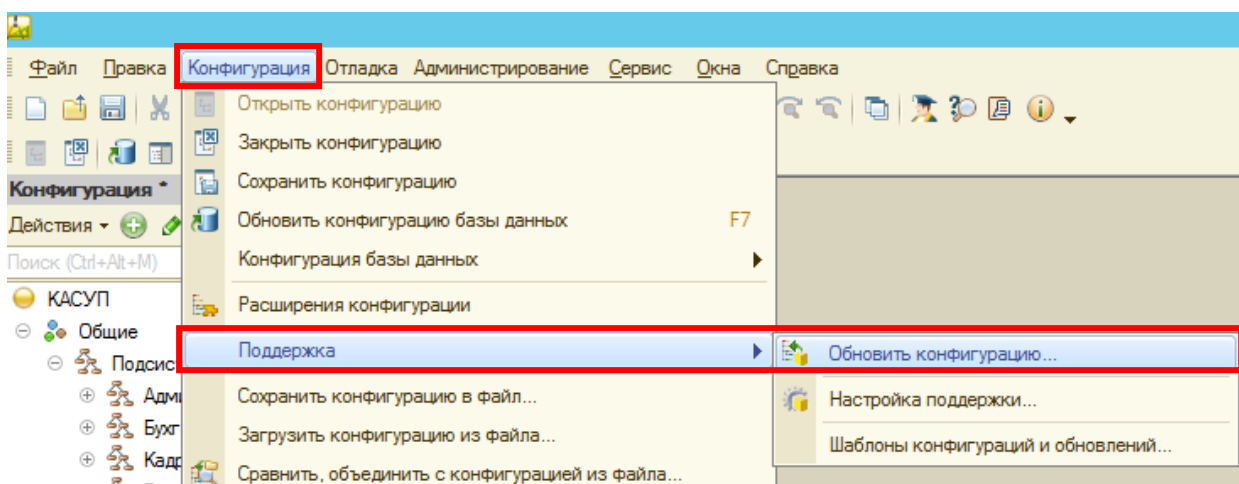 Файл Правка Конфигурация Отладка Администрирование Сервис Окна Справка
Открыть конфигурацию
Закрыть конфигурацию
Конфигурация *
Сохранить конфигурацию
Действия
Обновить конфигурацию базы данных F7
Поиск (Ctrl+Alt+M)
Конфигурация базы данных
КАСУП
Расширения конфигурации
Общие
Поддержка
Обновить конфигурацию...
Подсис
Адми
Сохранить конфигурацию в файл...
Настройка поддержки...
Бухг
Загрузить конфигурацию из файла...
Шаблоны конфигураций и обновлений...
Кадр
Сравнить, объединить с конфигурацией из файла...